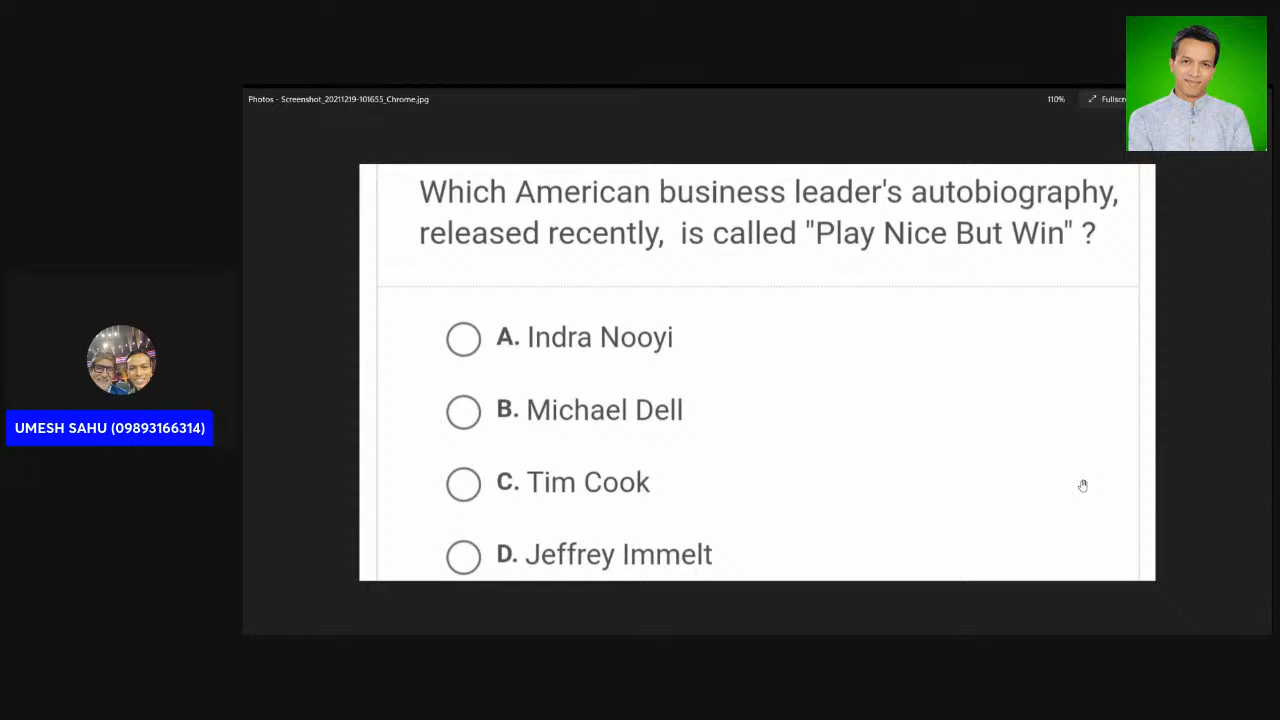 Photos - Screenshot_20211219-101655_Chrome.jpg
110%
Fullscr
Which American business leader's autobiography,
released recently, is called "Play Nice But Win" ?
A. Indra Nooyi
B. Michael Dell
C. Tim Cook
D. Jeffrey Immelt
UMESH SAHU (09893166314)